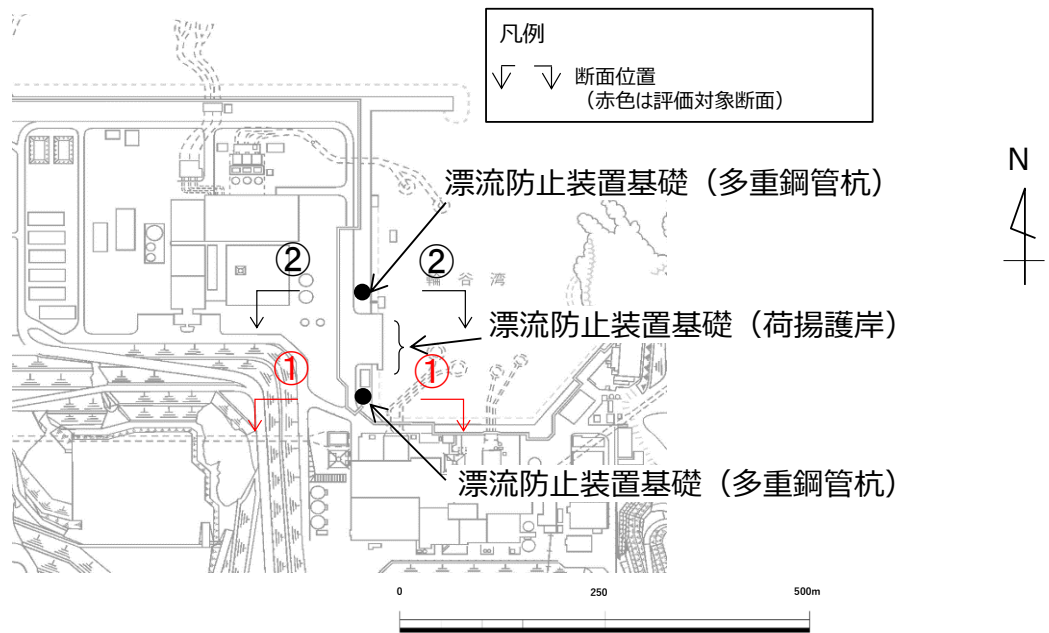 凡例
断面位置
（赤色は評価対象断面）
N
漂流防止装置基礎（多重鋼管杭）
②
②
輪谷湾
漂流防止装置基礎（荷揚護岸）
①
①
漂流防止装置基礎（多重鋼管杭）
0
250
500m